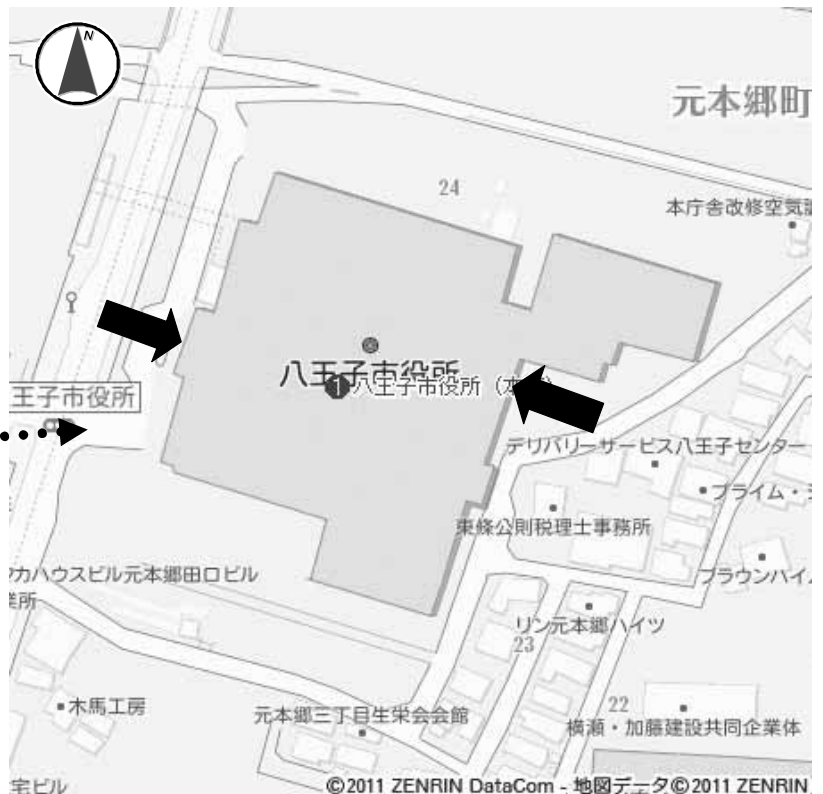 N
元本郷町
24
本庁舎改修空気調
八王子市役所
1 八王子市役所 (本
王子市役所
デリバリーサービス八王子センター
プライム・シ
東條公則税理士事務所
カハウスビル元本郷田口ビル
業所
ブラウンハイム
リン元本郷ハイツ
23
22
木馬工房
元本郷三丁目生栄会会館
横瀬・加藤建設共同企業体
宅ビル
©2011 ZENRIN DataCom - 地図データ©2011 ZENRIN